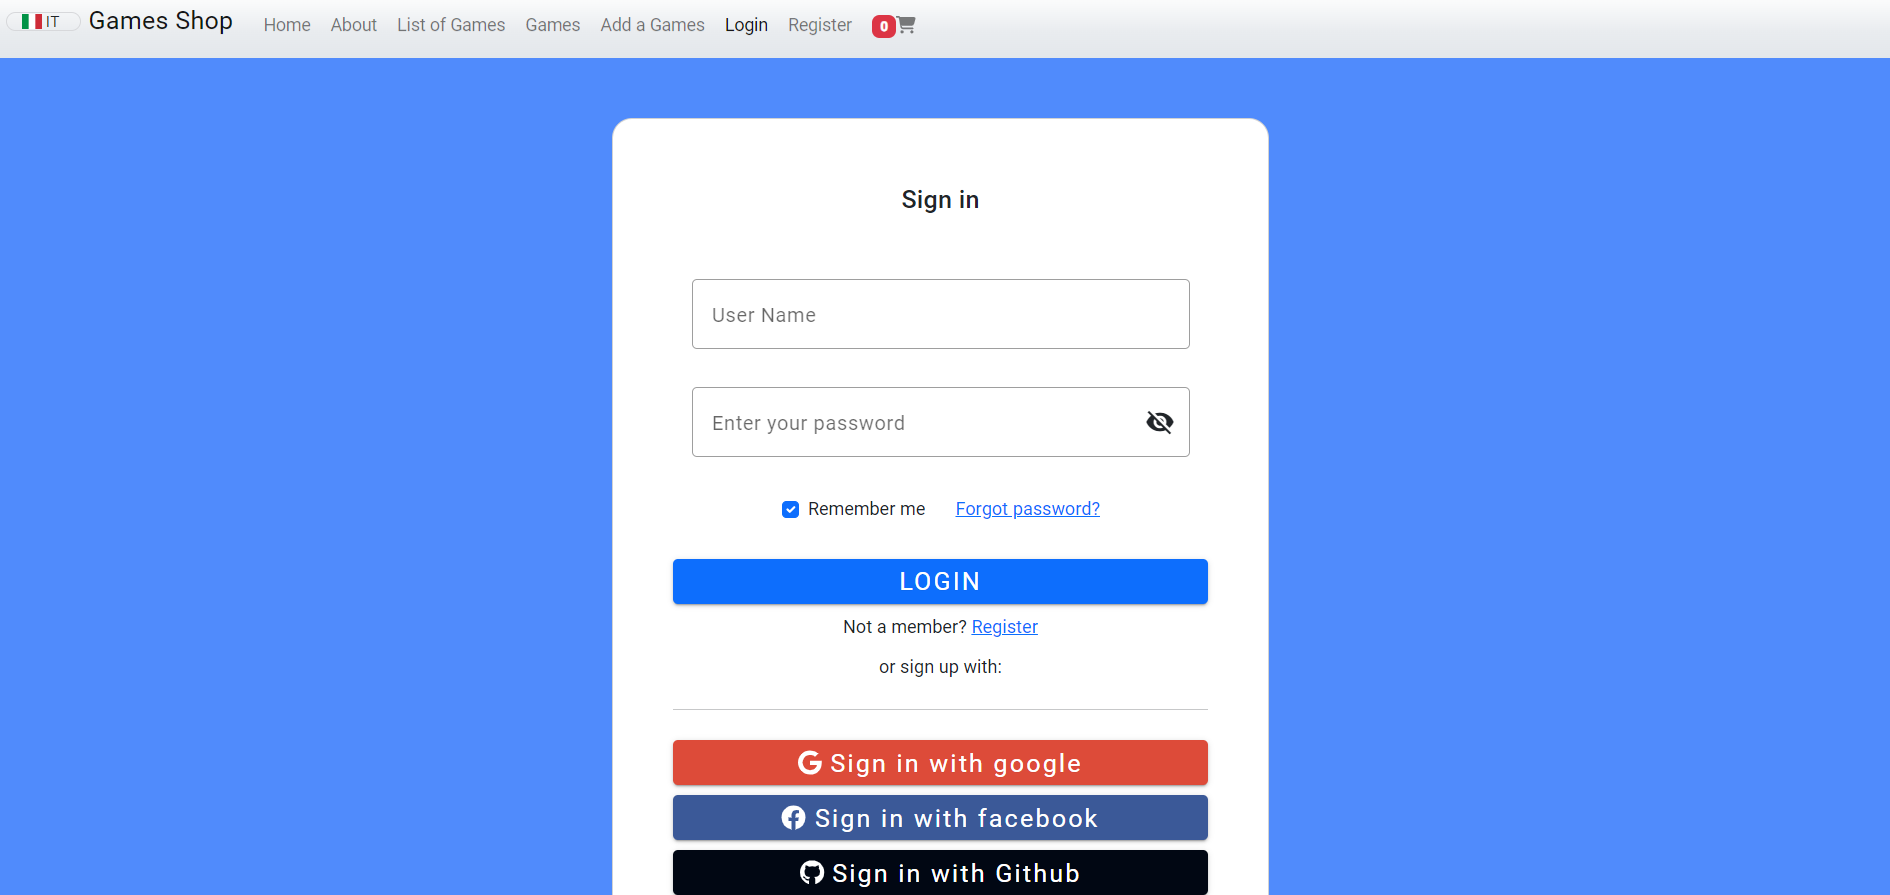 IT Games Shop Home About List of Games Games Add a Games Login Register 0
Sign in
User Name
Enter your password
Remember me Forgot password?
LOGIN
Not a member? Register
or sign up with:
Sign in with google
Sign in with facebook
Sign in with Github